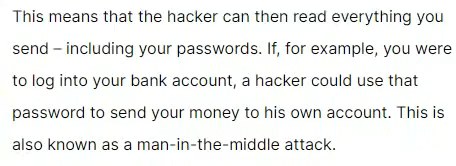 This means that the hacker can then read everything you
send – including your passwords. If, for example, you were
to log into your bank account, a hacker could use that
password to send your money to his own account. This is
also known as a man-in-the-middle attack.